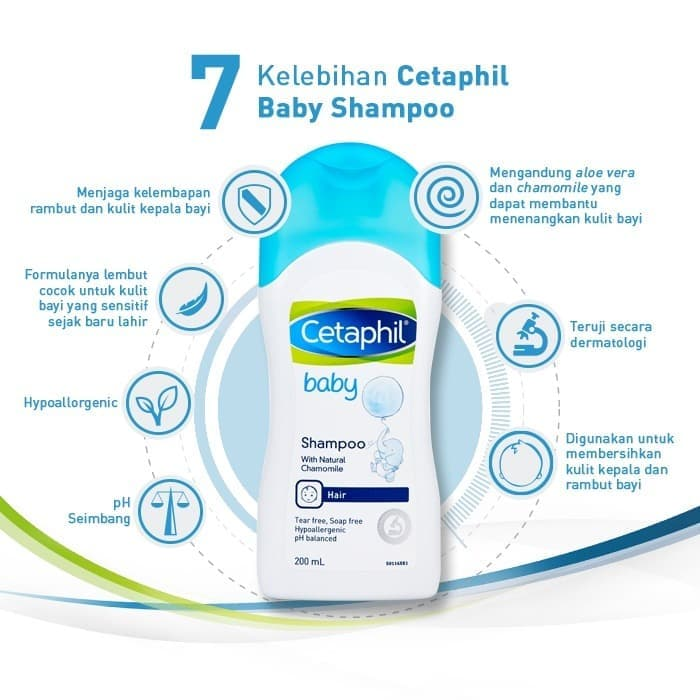 7 Kelebihan Cetaphil
Baby Shampoo
Menjaga kelembapan
rambut dan kulit kepala bayi
Formulanya lembut
cocok untuk kulit
bayi yang sensitif
sejak baru lahir
Hypoallorgenic
pH
Seimbang
Mengandung aloe vera
dan chamomile yang
dapat membantu
menenangkan kulit bayi
Teruji secara
dermatologi
Digunakan untuk
membersihkan
kulit kepala dan
rambut bayi
Cetaphil®
baby
Shampoo
With Natural
Chamomile
Hair
Tear free, Soap free
Hypoallergenic
pH balanced
200 mL